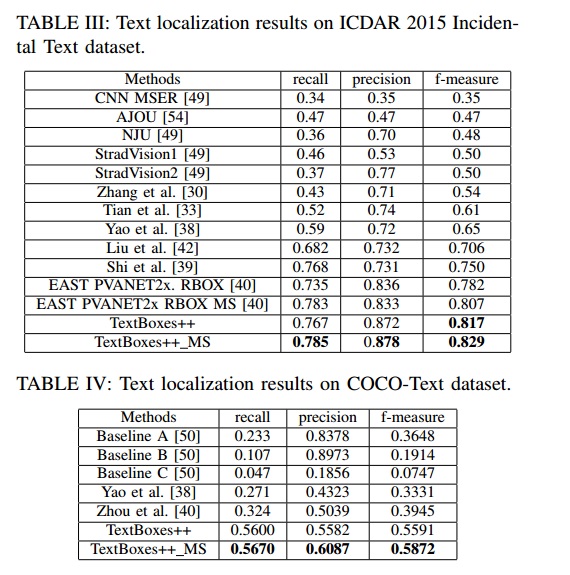 TABLE III: Text localization results on ICDAR 2015 Inciden-
tal Text dataset.
Methods recall precision f-measure
CNN MSER [49] 0.34 0.35 0.35
AJOU [54] 0.47 0.47 0.47
NJU [49] 0.36 0.70 0.48
StradVision1 [49] 0.46 0.53 0.50
StradVision2 [49] 0.37 0.77 0.50
Zhang et al. [30] 0.43 0.71 0.54
Tian et al. [33] 0.52 0.74 0.61
Yao et al. [38] 0.59 0.72 0.65
Liu et al. [42] 0.682 0.732 0.706
Shi et al. [39] 0.768 0.731 0.750
EAST PVANET2x. RBOX [40] 0.735 0.836 0.782
EAST PVANET2x RBOX MS [40] 0.783 0.833 0.807
TextBoxes++ 0.767 0.872 0.817
TextBoxes++_MS 0.785 0.878 0.829
TABLE IV: Text localization results on COCO-Text dataset.
Methods recall precision f-measure
Baseline A [50] 0.233 0.8378 0.3648
Baseline B [50] 0.107 0.8973 0.1914
Baseline C [50] 0.047 0.1856 0.0747
Yao et al. [38] 0.271 0.4323 0.3331
Zhou et al. [40] 0.324 0.5039 0.3945
TextBoxes++ 0.5600 0.5582 0.5591
TextBoxes++_MS 0.5670 0.6087 0.5872